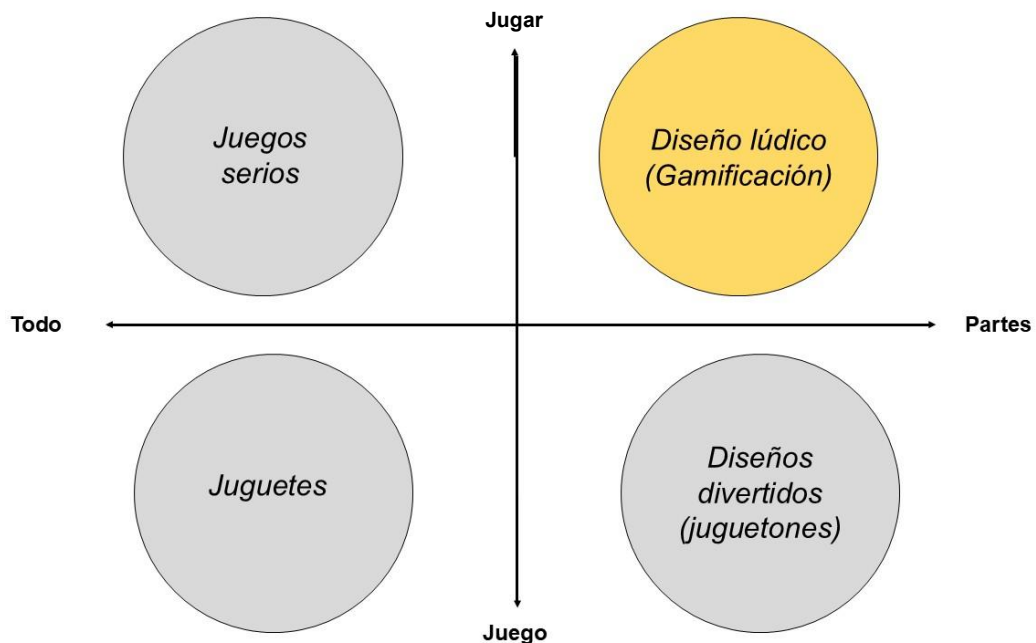 Jugar
Juegos
serios
Diseño lúdico
(Gamificación)
Todo
Partes
Juguetes
Diseños
divertidos
(juguetones)
Juego